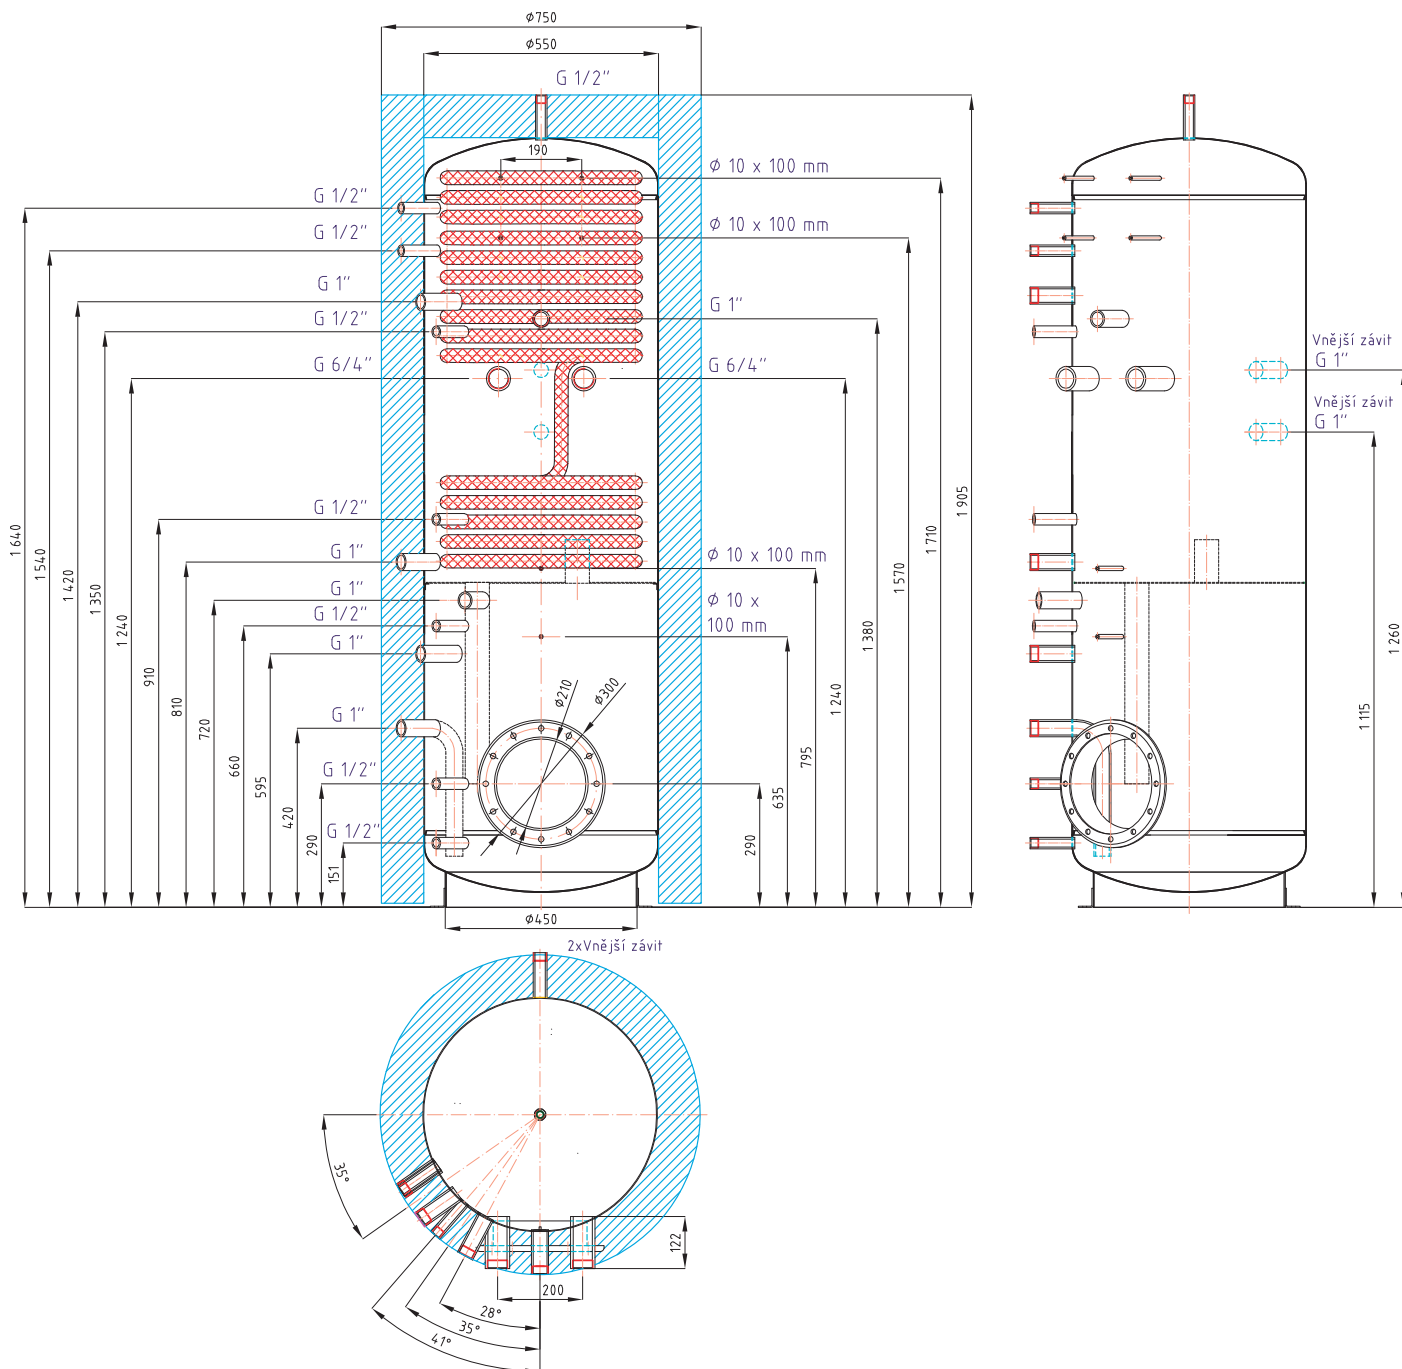 Ø750
Ø550
G 1/2"
190
Ø 10 x 100 mm
G 1/2"
G 1/2"
Ø 10 x 100 mm
G 1"
G 1"
G 1/2"
G 6/4"
G 6/4"
Vnější závit
G 1"
Vnější závit
G 1"
G 1/2"
G 1"
Ø 10 x 100 mm
G 1"
Ø 10 x
100 mm
G 1/2"
G 1"
G 1"
G 1/2"
G 1/2"
Ø210
Ø300
1 640
1 540
1 420
1 350
1 240
910
810
720
660
595
420
290
151
290
635
795
1 240
1 380
1 570
1 710
1 905
1 115
1 260
Ø450
2xVnější závit
35°
122
200
28°
35°
41°